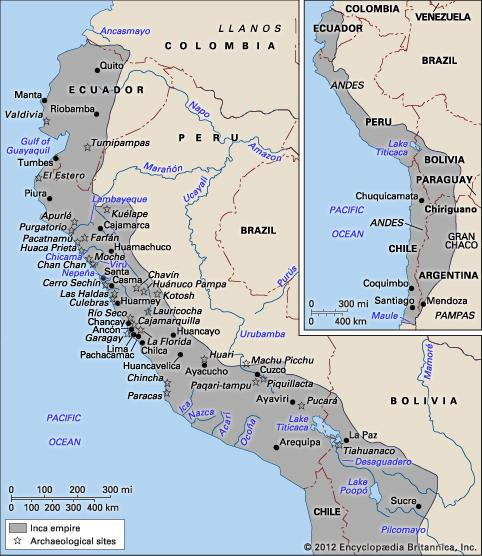 LLANOS
Ancasmayo
COLOMBIA
Quito
ECUADOR
Manta
Riobamba
Valdivia
Napo
Gulf of
Guayaquil
Tumipampas
PERU
Amazon
Tumbes
El Estero
Marañón
Piura
Lambayeque
Ucayali
Kuélape
Apurlé
Cajamarca
Purgatorio
Farfán
Pacatnamú
Huamachuco
Huaca Prieta
Moche
Chicama
Virú
Chan Chan
BRAZIL
Nepeña
Santa
Chavín
Cerro Sechín
Casma
Huánuco Pampa
Las Haldas
Kotosh
Culebras
Huarmey
Purús
Lauricocha
Río Seco
Cajamarquilla
Chancay
Huancayo
Ancón
La Florida
Garagay
Urubamba
Lima
Chilca
Pachacamac
Huari
Machu Picchu
Huancavelica
Ayacucho
Cuzco
Mamoré
Chincha
Paqari-tampu
Piquillacta
Paracas
Ayaviri
Pucará
BOLIVIA
Ica
Nazca
Acarí
Ocoña
Lake
Titicaca
La Paz
PACIFIC
OCEAN
Arequipa
Tiahuanaco
Desaguadero
Lake
Poopó
Sucre
CHILE
Pilcomayo
0 100 200 300 mi
0 200 400 km
Inca empire
Archaeological sites
© 2012 Encyclopædia Britannica, Inc.
COLOMBIA
VENEZUELA
ECUADOR
BRAZIL
ANDES
PERU
Lake
Titicaca
BOLIVIA
PARAGUAY
Chuquicamata
Chiriguano
PACIFIC
OCEAN
ANDES
GRAN
CHACO
CHILE
ARGENTINA
Coquimbo
Santiago
Mendoza
Maule
PAMPAS
0 300 mi
0 400 km